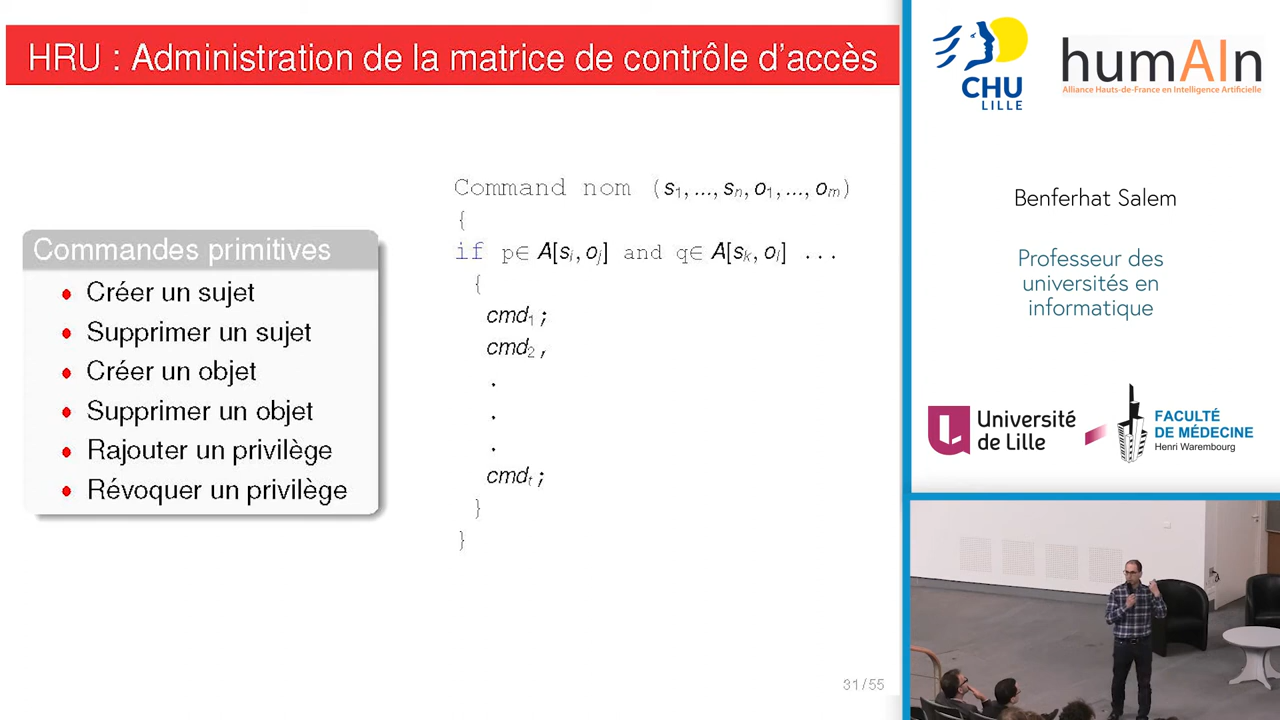 HRU : Administration de la matrice de contrôle d'accès
Commandes primitives
• Créer un sujet
• Supprimer un sujet
• Créer un objet
• Supprimer un objet
• Rajouter un privilège
• Révoquer un privilège
Command nom (s1,...,sn,o1,...,om)
{
if p∈ A[si, oj] and q∈ A[sk, ol] ...
{
cmd1;
cmd2,
.
.
.
cmdt;
}
}
31/55
CHU
LILLE
humAIn
Alliance Hauts-de-France en Intelligence Artificielle
Benferhat Salem
Professeur des
universités en
informatique
Université
de Lille
FACULTÉ
DE MÉDECINE
Henri Warembourg